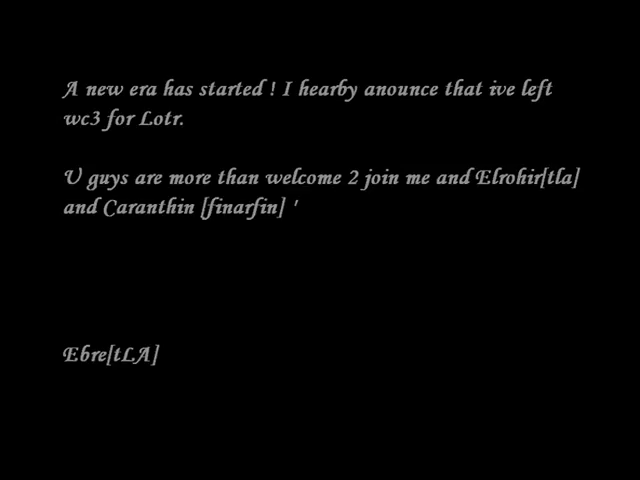 A new era has started ! I hearby anounce that ive left
wc3 for Lotr.
U guys are more than welcome 2 join me and Elrohir[tla]
and Caranthin [finarfin] '
Ebre[tLA]